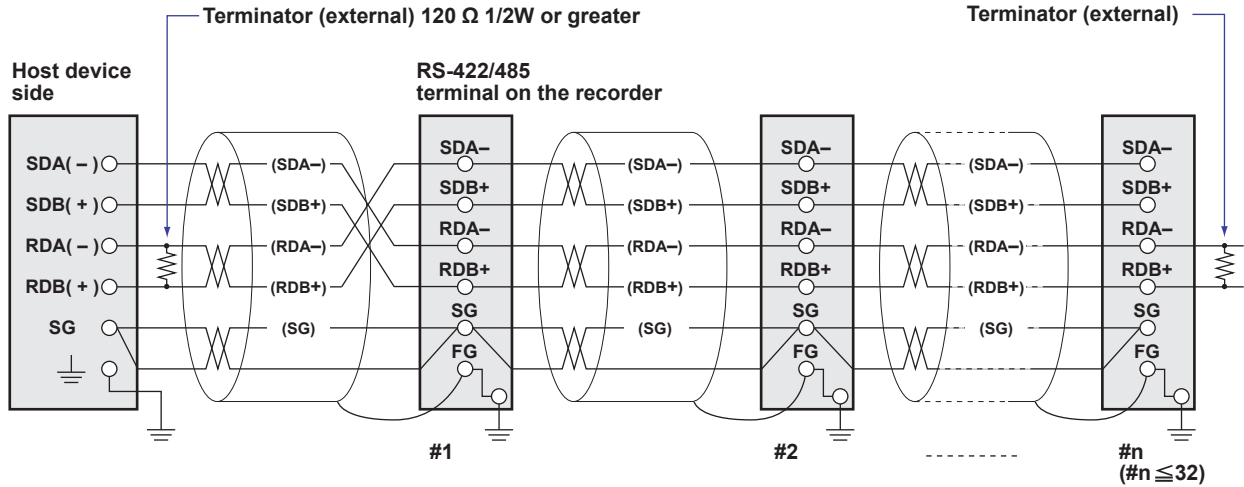 Terminator (external) 120 Ω 1/2W or greater
Terminator (external)
Host device
side
RS-422/485
terminal on the recorder
SDA( – )
SDB( + )
RDA( – )
RDB( + )
SG
(SDA–)
(SDB+)
(RDA–)
(RDB+)
(SG)
SDA–
SDB+
RDA–
RDB+
SG
FG
#1
(SDA–)
(SDB+)
(RDA–)
(RDB+)
(SG)
SDA–
SDB+
RDA–
RDB+
SG
FG
#2
(SDA–)
(SDB+)
(RDA–)
(RDB+)
(SG)
SDA–
SDB+
RDA–
RDB+
SG
FG
#n
(#n ≦ 32)